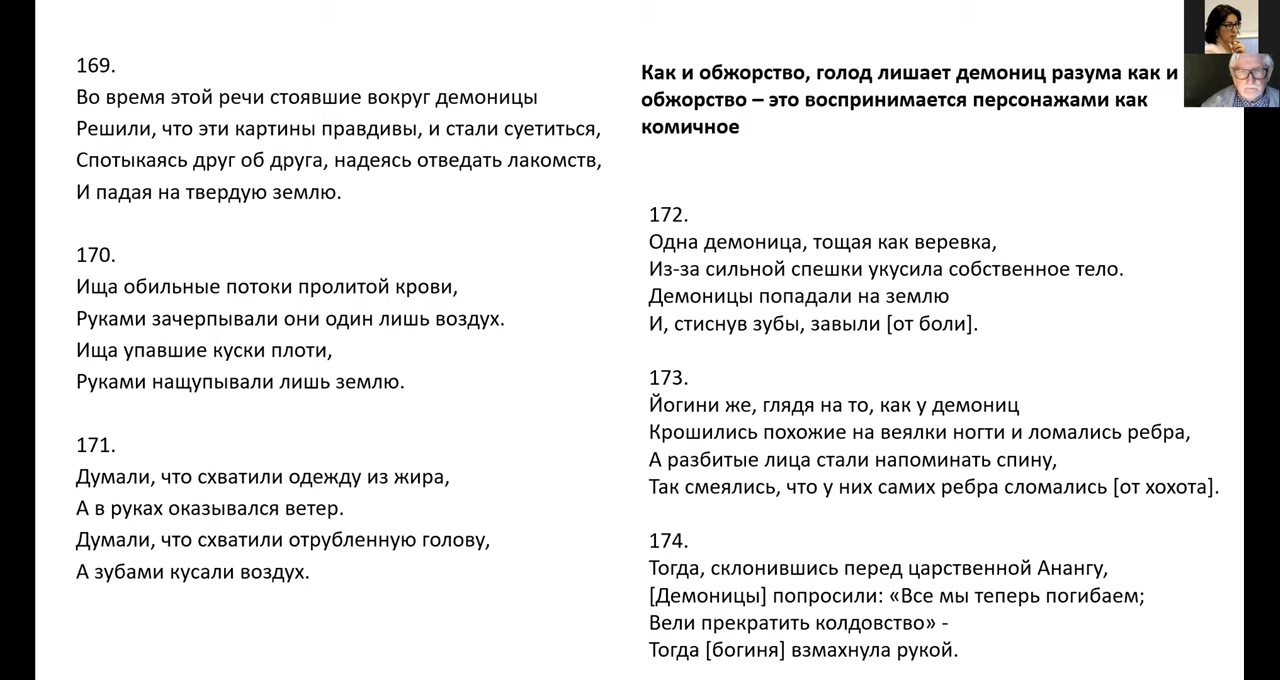 169.
Во время этой речи стоявшие вокруг демоницы
Решили, что эти картины правдивы, и стали суетиться,
Спотыкаясь друг об друга, надеясь отведать лакомств,
И падая на твердую землю.
170.
Ища обильные потоки пролитой крови,
Руками зачерпывали они один лишь воздух.
Ища упавшие куски плоти,
Руками нащупывали лишь землю.
171.
Думали, что схватили одежду из жира,
А в руках оказывался ветер.
Думали, что схватили отрубленную голову,
А зубами кусали воздух.
Как и обжорство, голод лишает демониц разума как и
обжорство – это воспринимается персонажами как
комичное
172.
Одна демоница, тощая как веревка,
Из-за сильной спешки укусила собственное тело.
Демоницы попадали на землю
И, стиснув зубы, завыли [от боли].
173.
Йогини же, глядя на то, как у демониц
Крошились похожие на веялки ногти и ломались ребра,
А разбитые лица стали напоминать спину,
Так смеялись, что у них самих ребра сломались [от хохота].
174.
Тогда, склонившись перед царственной Анангу,
[Демоницы] попросили: «Все мы теперь погибаем;
Вели прекратить колдовство» -
Тогда [богиня] взмахнула рукой.